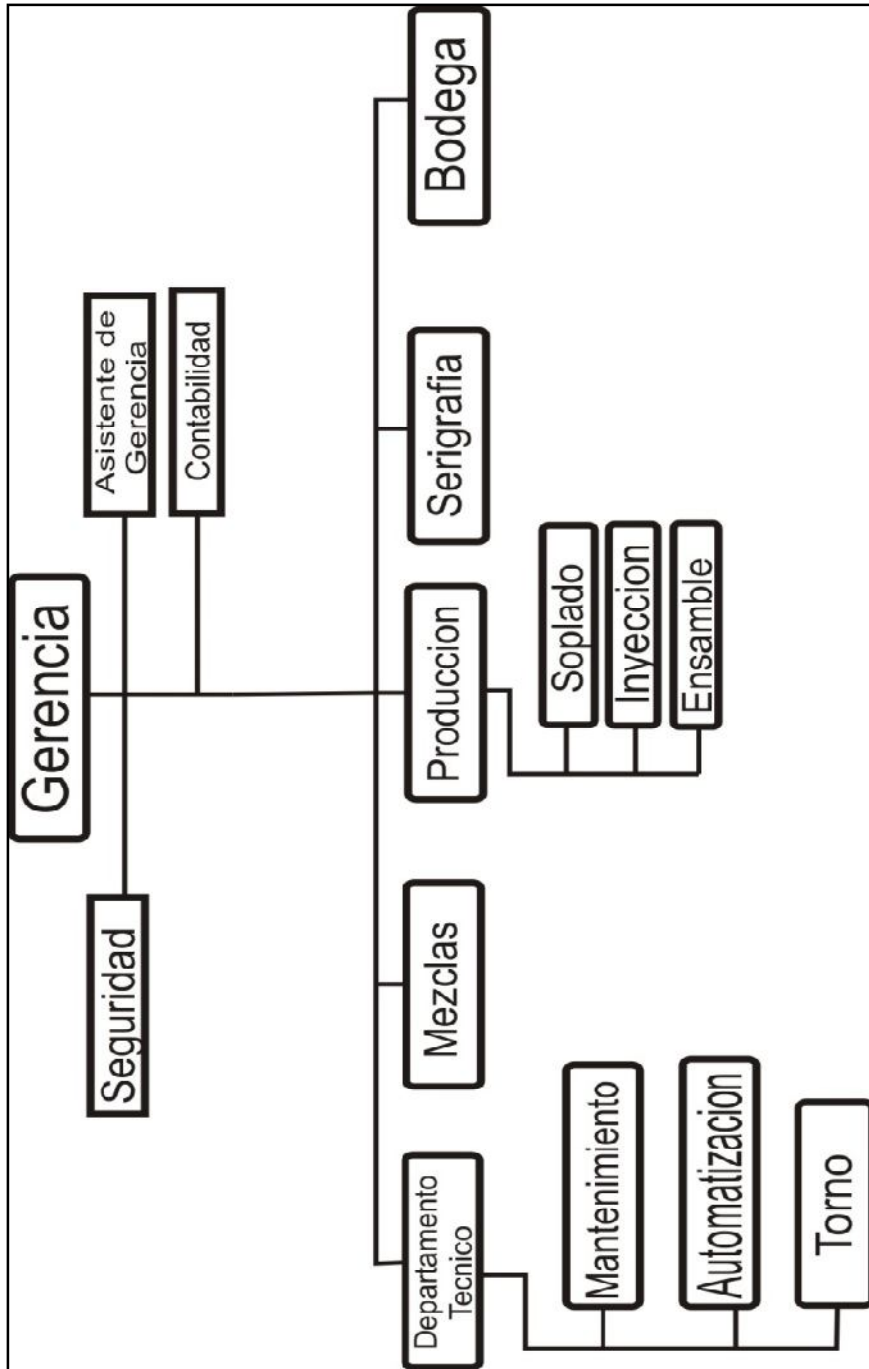 Gerencia
Seguridad
Asistente de
Gerencia
Contabilidad
Departamento
Tecnico
Mezclas
Produccion
Serigrafia
Bodega
Mantenimiento
Automatizacion
Torno
Soplado
Inyeccion
Ensamble